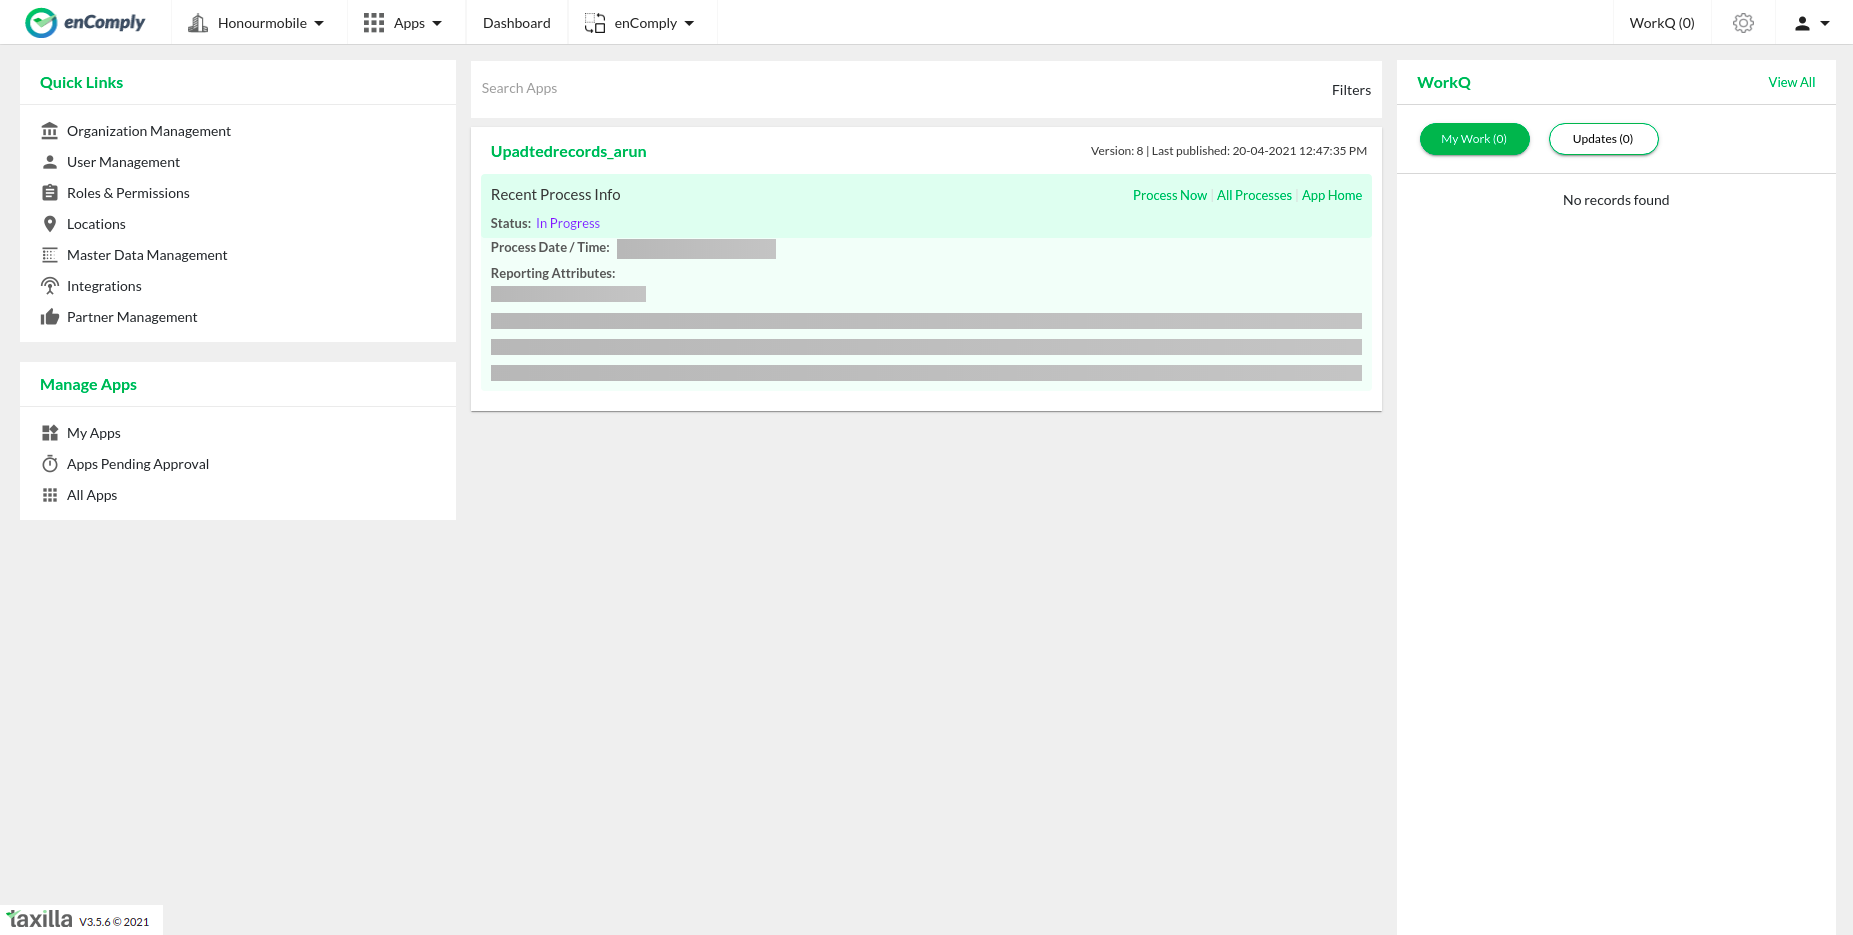 enComply
Honourmobile
Apps
Dashboard
enComply
WorkQ (0)
Quick Links
Organization Management
User Management
Roles & Permissions
Locations
Master Data Management
Integrations
Partner Management
Manage Apps
My Apps
Apps Pending Approval
All Apps
Search Apps
Filters
Upadtedrecords_arun
Version: 8 | Last published: 20-04-2021 12:47:35 PM
Recent Process Info
Process Now | All Processes | App Home
Status: In Progress
Process Date / Time:
Reporting Attributes:
WorkQ
View All
My Work (0)
Updates (0)
No records found
taxilla V3.5.6 © 2021